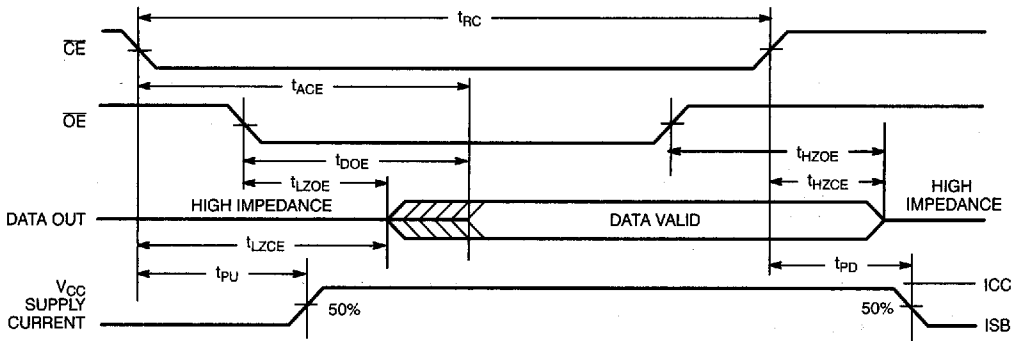 tRC
CE
tACE
OE
tDOE
tHZOE
tLZOE
tHZCE
HIGH IMPEDANCE
HIGH
IMPEDANCE
DATA OUT
DATA VALID
tLZCE
tPU
tPD
VCC
SUPPLY
CURRENT
50%
50%
ICC
ISB